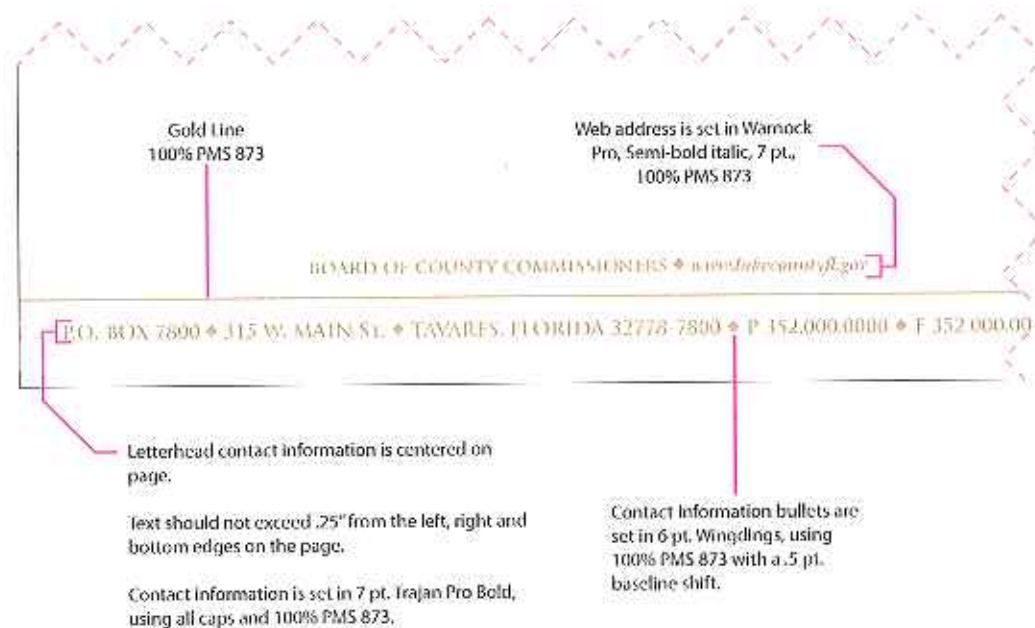 Gold Line
100% PMS 873
Web address is set in Warnock
Pro, Semi-bold italic, 7 pt.,
100% PMS 873
BOARD OF COUNTY COMMISSIONERS ❖ www.lakecountyfl.gov
P.O. BOX 7800 ❖ 315 W. MAIN ST. ❖ TAVARES, FLORIDA 32778-7800 ❖ P 352.000.0000 ❖ F 352.000.00
Letterhead contact information is centered on
page.
Text should not exceed .25" from the left, right and
bottom edges on the page.
Contact information is set in 7 pt. Trajan Pro Bold,
using all caps and 100% PMS 873.
Contact Information bullets are
set in 6 pt. Wingdings, using
100% PMS 873 with a .5 pt.
baseline shift.